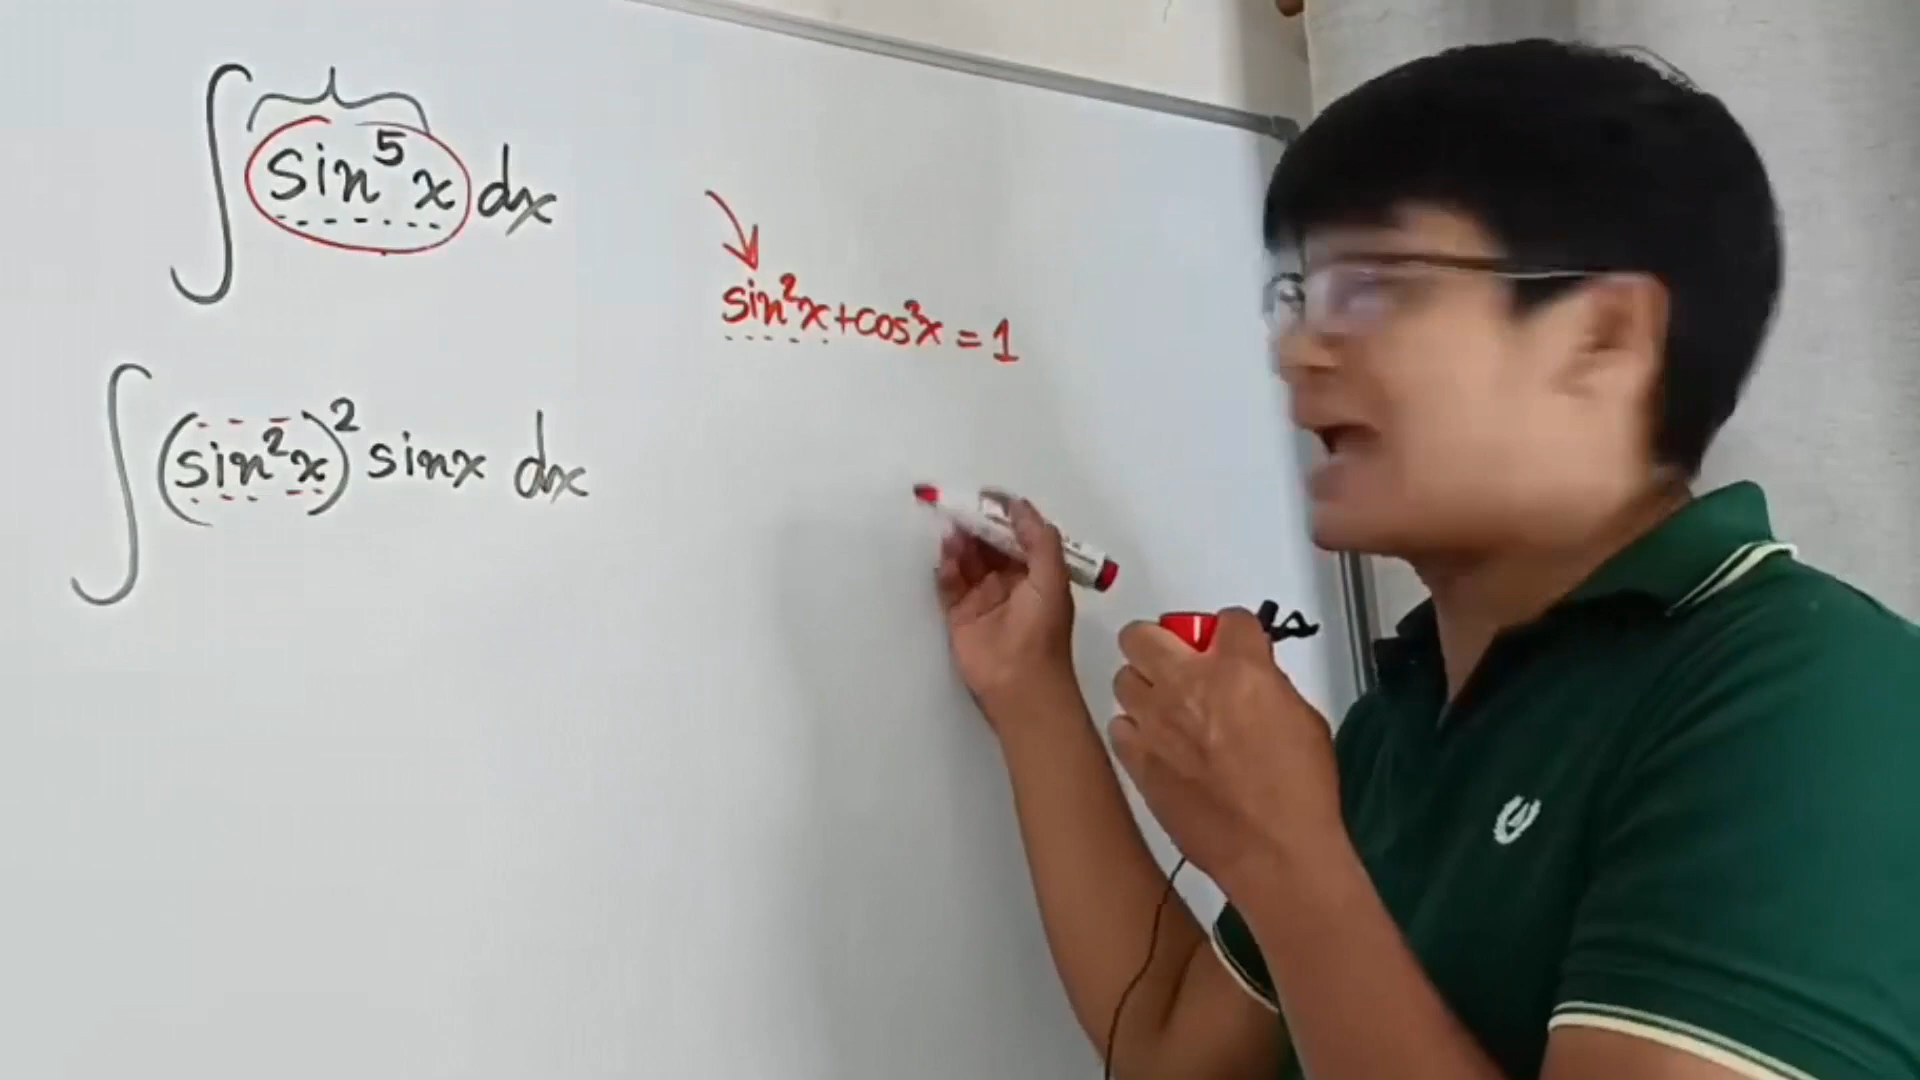 ∫ sin⁵x dx
sin²x + cos²x = 1
∫ (sin²x)² sinx dx